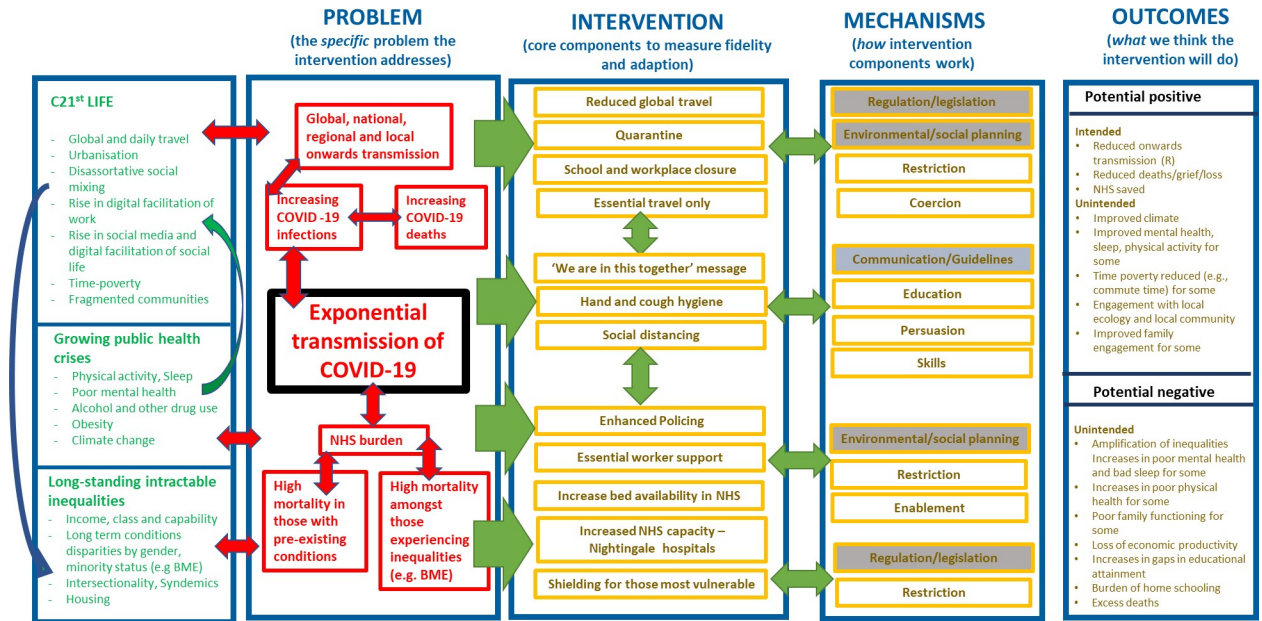 PROBLEM
(the specific problem the
intervention addresses)
INTERVENTION
(core components to measure fidelity
and adaption)
MECHANISMS
(how intervention
components work)
OUTCOMES
(what we think the
intervention will do)
C21st LIFE
- Global and daily travel
- Urbanisation
- Disassortative social
mixing
- Rise in digital facilitation of
work
- Rise in social media and
digital facilitation of social
life
- Time-poverty
- Fragmented communities
Growing public health
crises
- Physical activity, Sleep
- Poor mental health
- Alcohol and other drug use
- Obesity
- Climate change
Long-standing intractable
inequalities
- Income, class and capability
- Long term conditions
disparities by gender,
minority status (e.g BME)
- Intersectionality, Syndemics
- Housing
Global, national,
regional and local
onwards transmission
Increasing
COVID -19
infections
Increasing
COVID-19
deaths
Exponential
transmission of
COVID-19
NHS burden
High
mortality in
those with
pre-existing
conditions
High mortality
amongst
those
experiencing
inequalities
(e.g. BME)
Reduced global travel
Quarantine
School and workplace closure
Essential travel only
‘We are in this together’ message
Hand and cough hygiene
Social distancing
Enhanced Policing
Essential worker support
Increase bed availability in NHS
Increased NHS capacity –
Nightingale hospitals
Shielding for those most vulnerable
Regulation/legislation
Environmental/social planning
Restriction
Coercion
Communication/Guidelines
Education
Persuasion
Skills
Environmental/social planning
Restriction
Enablement
Regulation/legislation
Restriction
Potential positive
Intended
• Reduced onwards
transmission (R)
• Reduced deaths/grief/loss
• NHS saved
Unintended
• Improved climate
• Improved mental health,
sleep, physical activity for
some
• Time poverty reduced (e.g.,
commute time) for some
• Engagement with local
ecology and local community
• Improved family
engagement for some
Potential negative
Unintended
• Amplification of inequalities
Increases in poor mental health
and bad sleep for some
• Increases in poor physical
health for some
• Poor family functioning for
some
• Loss of economic productivity
• Increases in gaps in educational
attainment
• Burden of home schooling
• Excess deaths